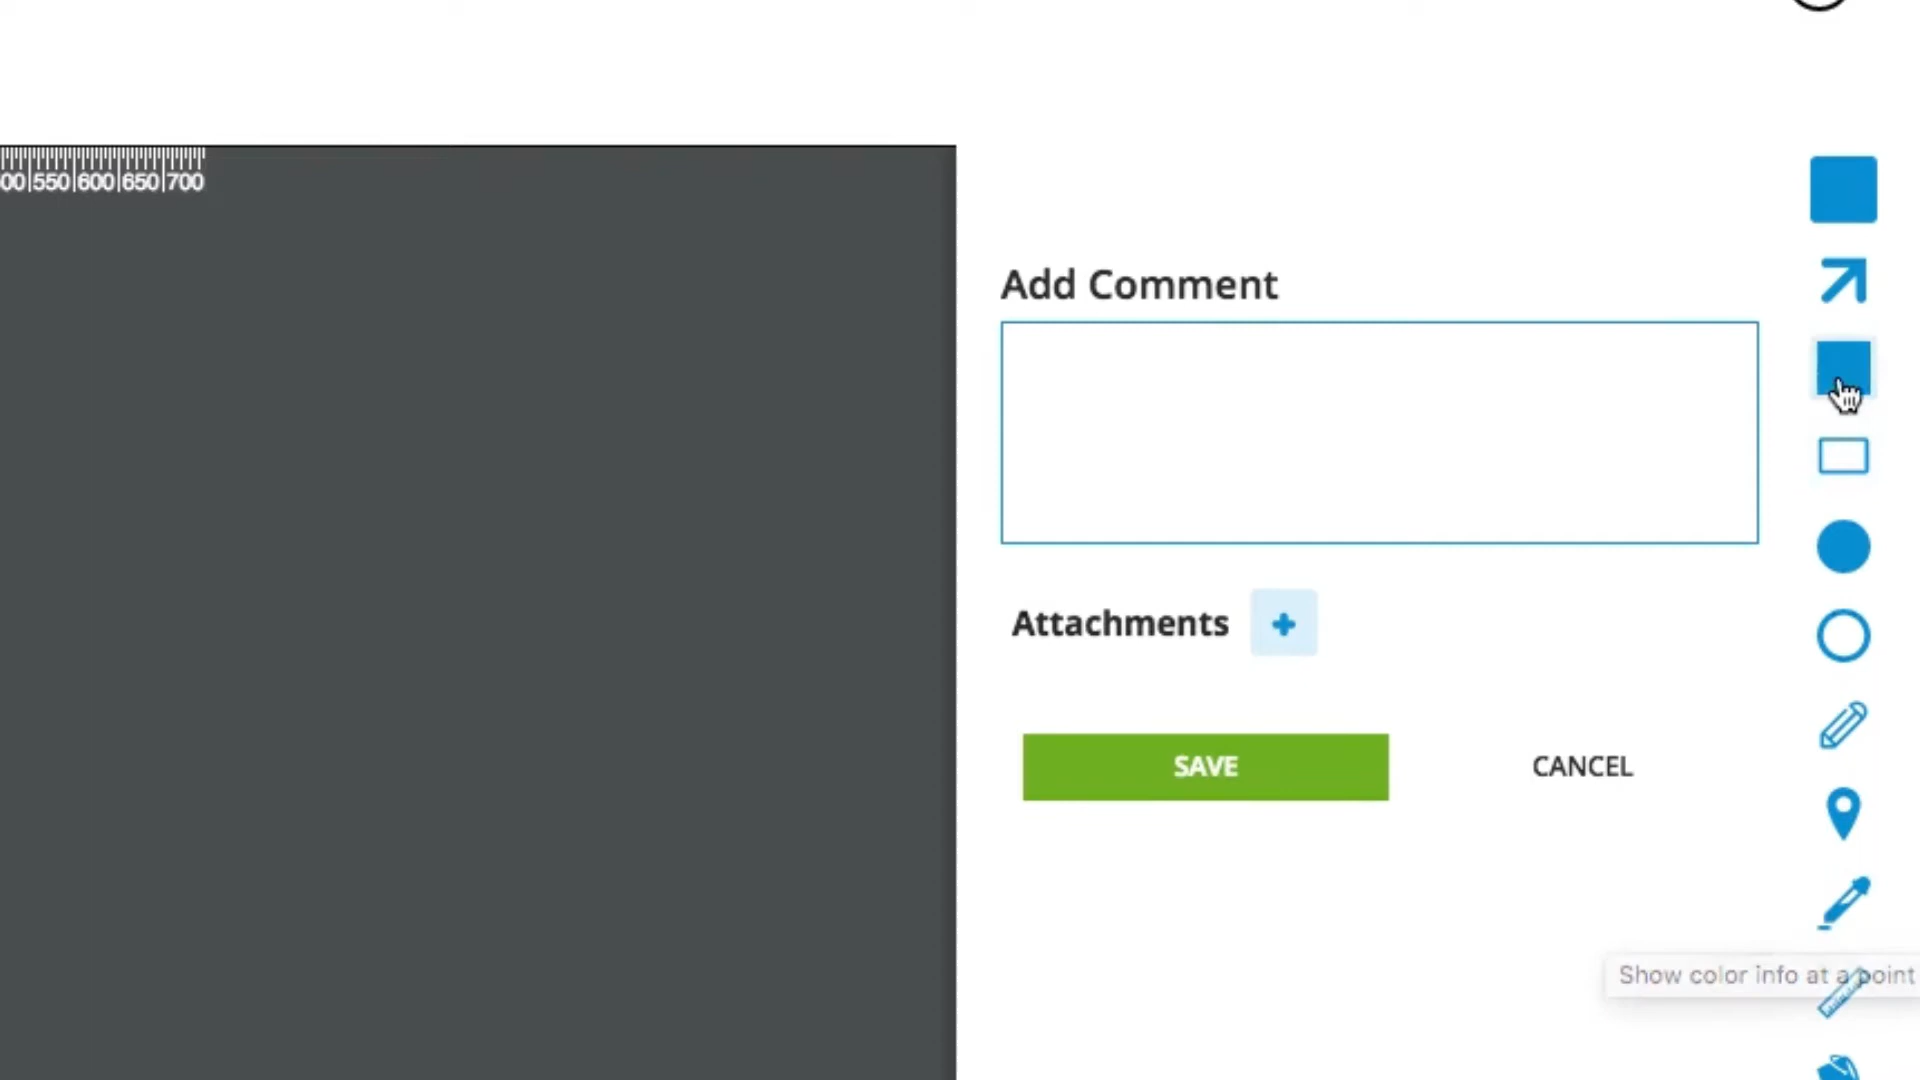 00 550 600 650 700
Add Comment
Attachments
SAVE
CANCEL
Show color info at a point